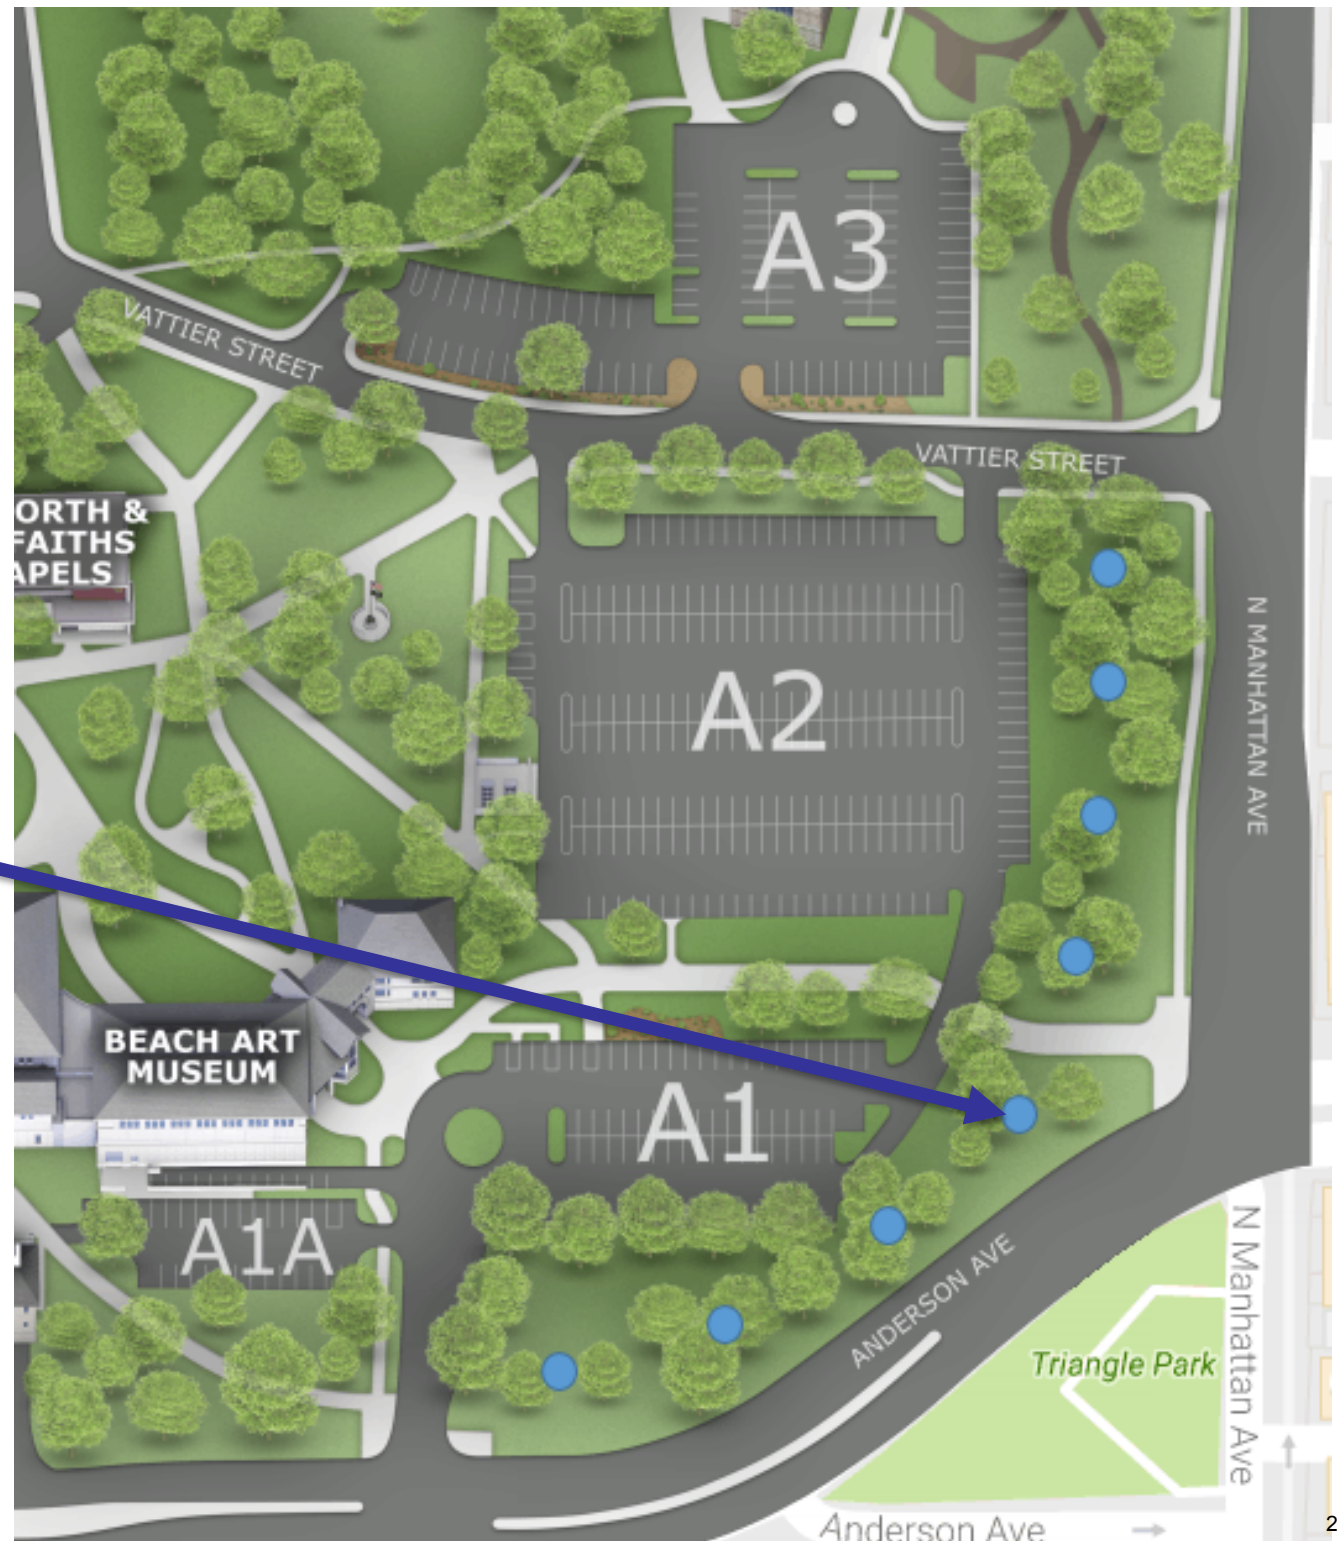 A3
VATTIER STREET
VATTIER STREET
ORTH &
FAITHS
APELS
N MANHATTAN AVE
A2
BEACH ART
MUSEUM
A1
A1A
N
ANDERSON AVE
N Manhattan Ave
Triangle Park
Anderson Ave
2